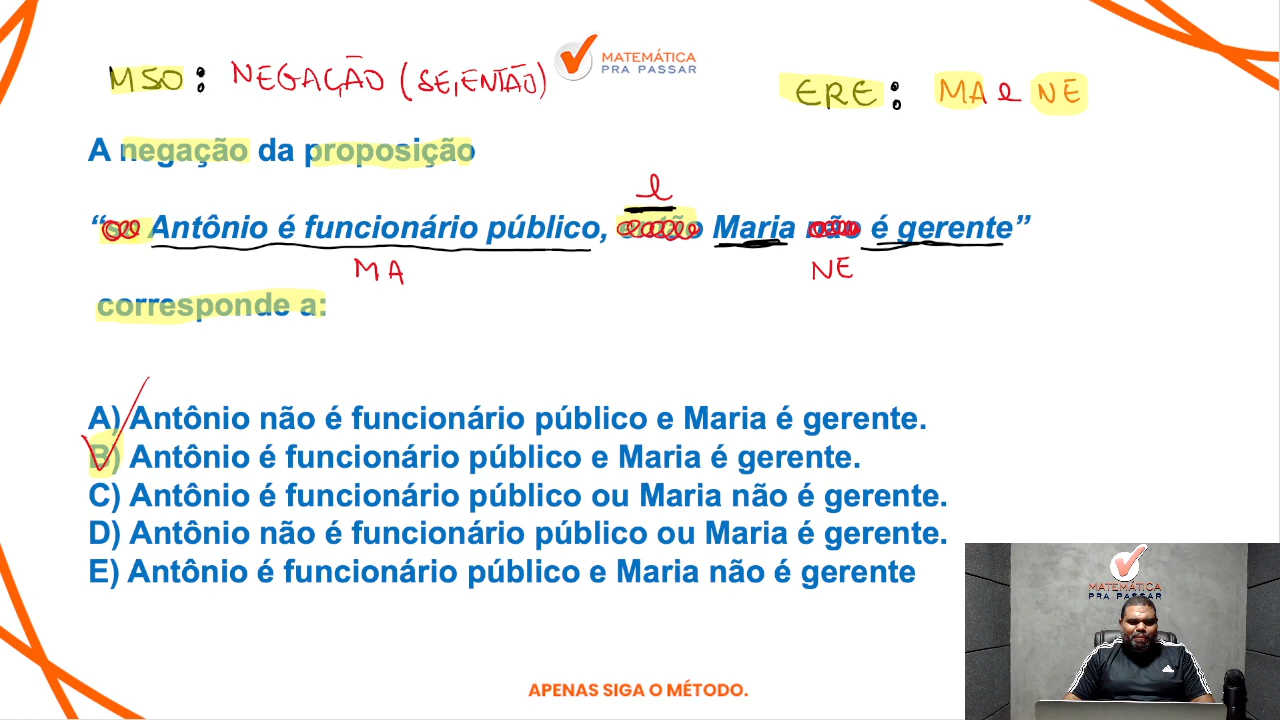 MSO : NEGAÇÃO (SE, ENTÃO)
MATEMÁTICA
PRA PASSAR
ERE : MA e NE
A negação da proposição
e
“se Antônio é funcionário público, então Maria não é gerente”
MA
NE
corresponde a:
A) Antônio não é funcionário público e Maria é gerente.
B) Antônio é funcionário público e Maria é gerente.
C) Antônio é funcionário público ou Maria não é gerente.
D) Antônio não é funcionário público ou Maria é gerente.
E) Antônio é funcionário público e Maria não é gerente
MATEMÁTICA
PRA PASSAR
APENAS SIGA O MÉTODO.